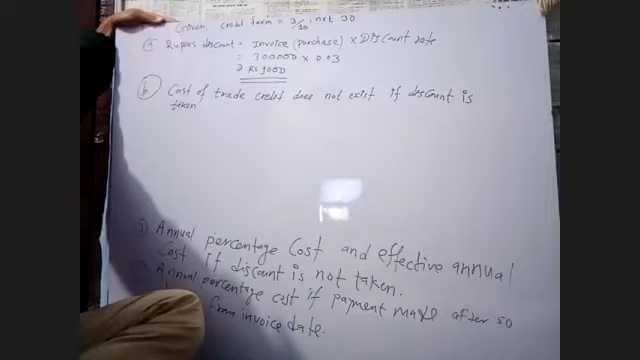 Given credit term = 3/10, net 30
(a) Rupees discount = Invoice (purchase) x Discount rate
= 300000 x 0.03
= Rs 9000
(b) Cost of trade credit does not exist if discount is
taken
Annual percentage Cost and effective annual
Cost if discount is not taken.
Annual percentage cost if payment made after 50
from invoice date.